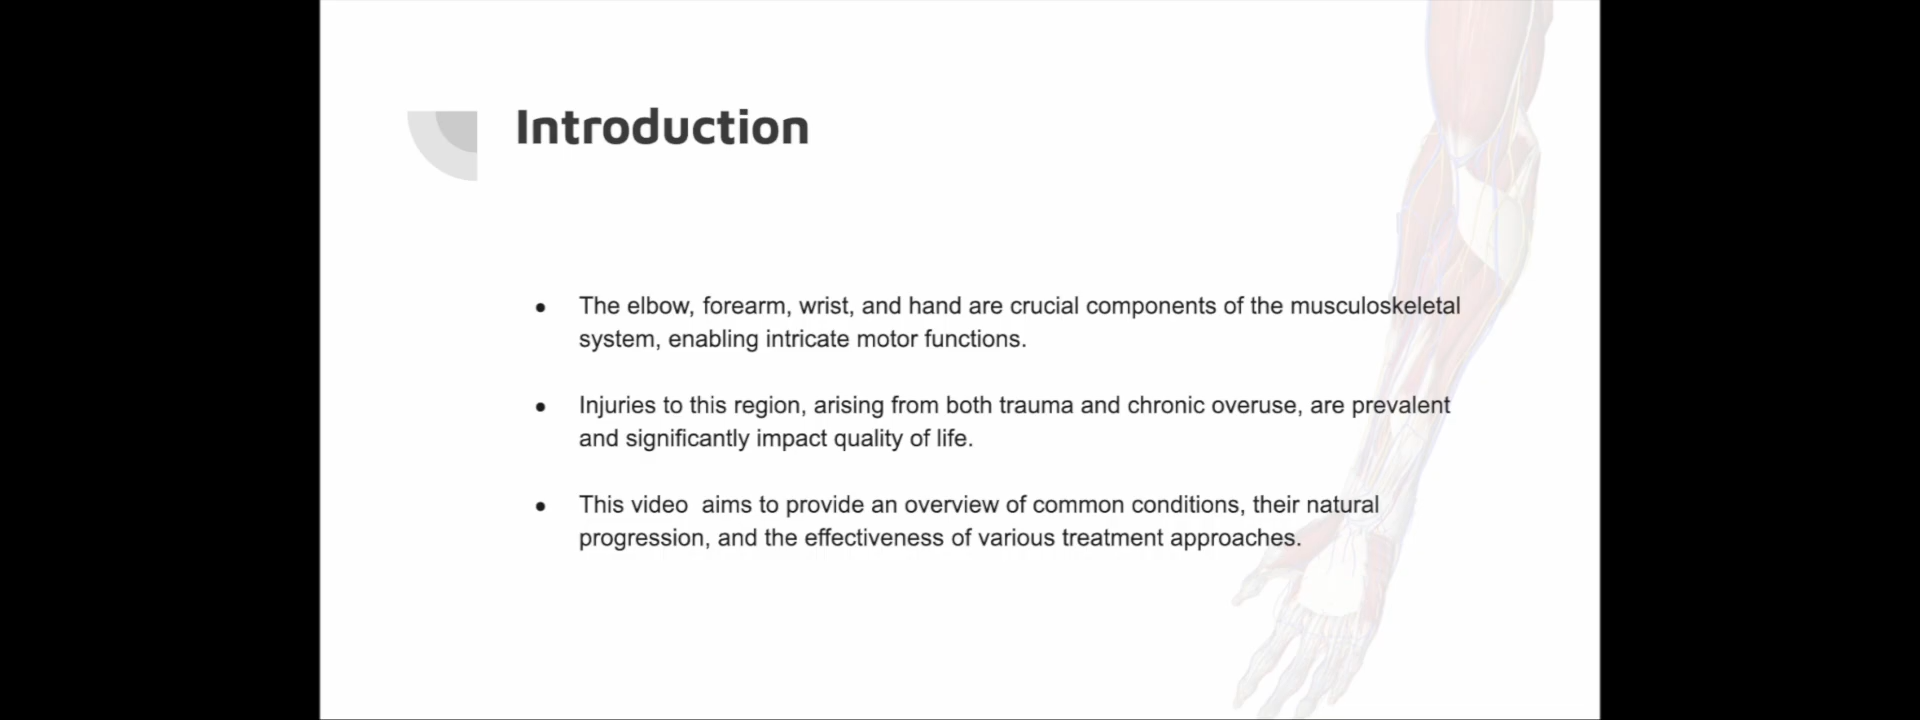 Introduction
• The elbow, forearm, wrist, and hand are crucial components of the musculoskeletal
system, enabling intricate motor functions.
• Injuries to this region, arising from both trauma and chronic overuse, are prevalent
and significantly impact quality of life.
• This video  aims to provide an overview of common conditions, their natural
progression, and the effectiveness of various treatment approaches.